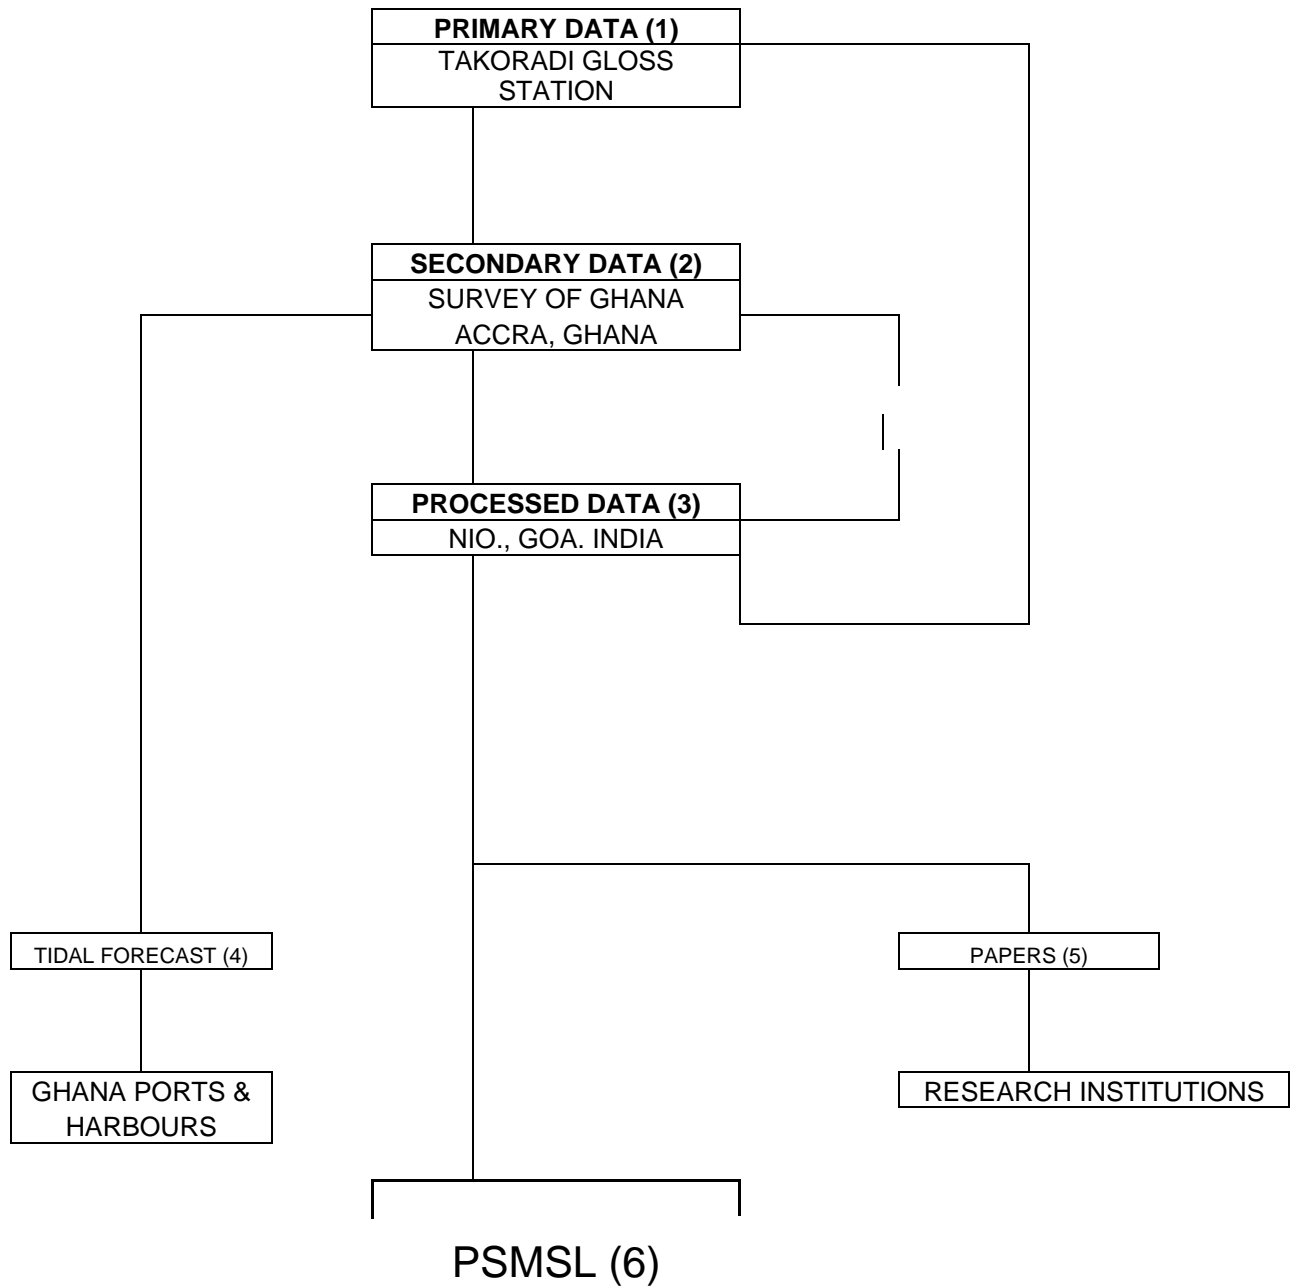 PRIMARY DATA (1)
TAKORADI GLOSS
STATION
SECONDARY DATA (2)
SURVEY OF GHANA
ACCRA, GHANA
PROCESSED DATA (3)
NIO., GOA. INDIA
TIDAL FORECAST (4)
PAPERS (5)
GHANA PORTS &
HARBOURS
RESEARCH INSTITUTIONS
PSMSL (6)